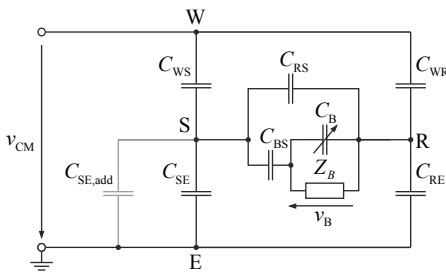 W
C_WS
C_RS
C_WR
S
C_B
v_CM
C_BS
R
C_SE,add
C_SE
Z_B
C_RE
v_B
E